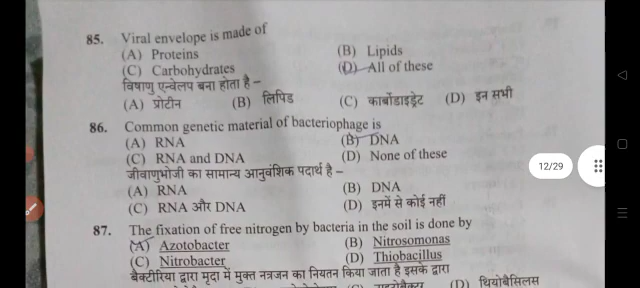 85. Viral envelope is made of
(A) Proteins (B) Lipids
(C) Carbohydrates (D) All of these
विषाणु एन्वेलप बना होता है –
(A) प्रोटीन (B) लिपिड (C) कार्बोहाइड्रेट (D) इन सभी
86. Common genetic material of bacteriophage is
(A) RNA (B) DNA
(C) RNA and DNA (D) None of these
जीवाणुभोजी का सामान्य आनुवंशिक पदार्थ है –
(A) RNA (B) DNA
(C) RNA और DNA (D) इनमें से कोई नहीं
12/29
87. The fixation of free nitrogen by bacteria in the soil is done by
(A) Azotobacter (B) Nitrosomonas
(C) Nitrobacter (D) Thiobacillus
बैक्टीरिया द्वारा मृदा में मुक्त नत्रजन का नियतन किया जाता है इसके द्वारा
(D) थियोबैसिलस